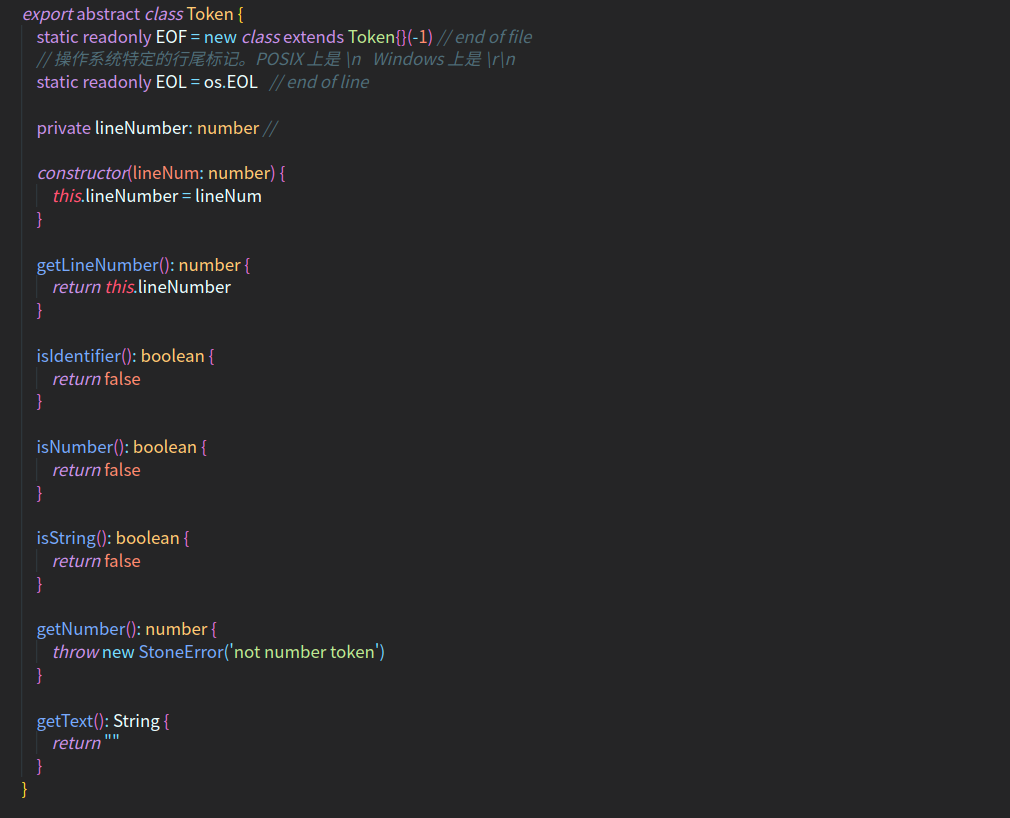 export abstract class Token {
static readonly EOF = new class extends Token{}(-1) // end of file
// 操作系统特定的行尾标记。POSIX 上是 \n   Windows 上是 \r\n
static readonly EOL = os.EOL   // end of line
private lineNumber: number //
constructor(lineNum: number) {
this.lineNumber = lineNum
}
getLineNumber(): number {
return this.lineNumber
}
isIdentifier(): boolean {
return false
}
isNumber(): boolean {
return false
}
isString(): boolean {
return false
}
getNumber(): number {
throw new StoneError('not number token')
}
getText(): String {
return ""
}
}